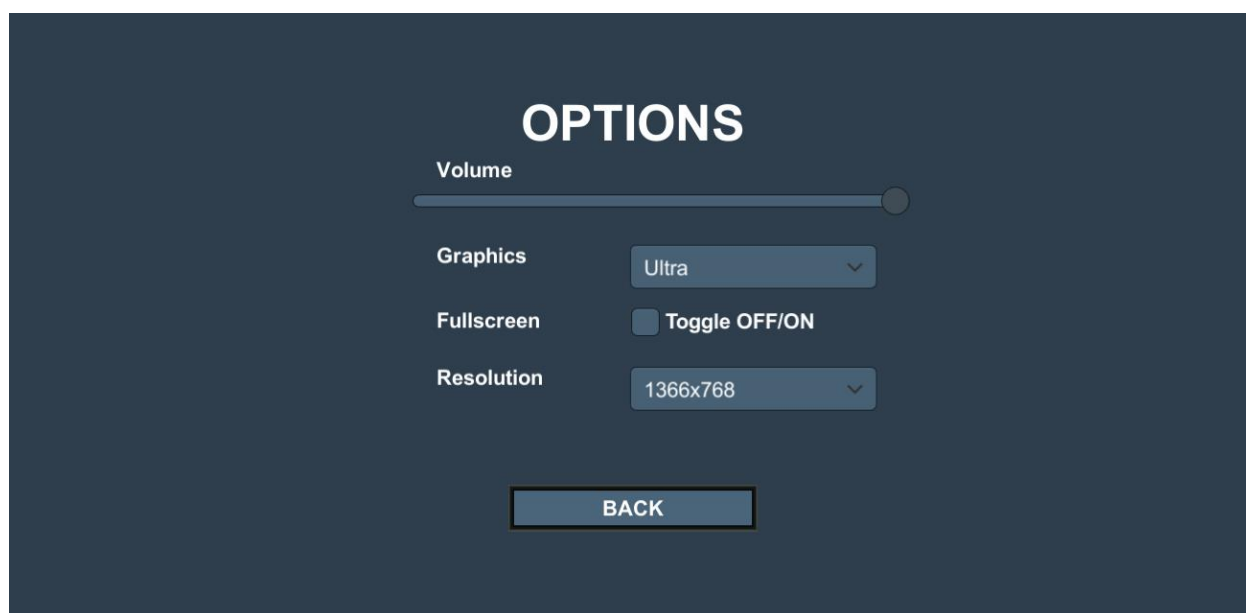 OPTIONS
Volume
Graphics
Ultra
Fullscreen
Toggle OFF/ON
Resolution
1366x768
BACK